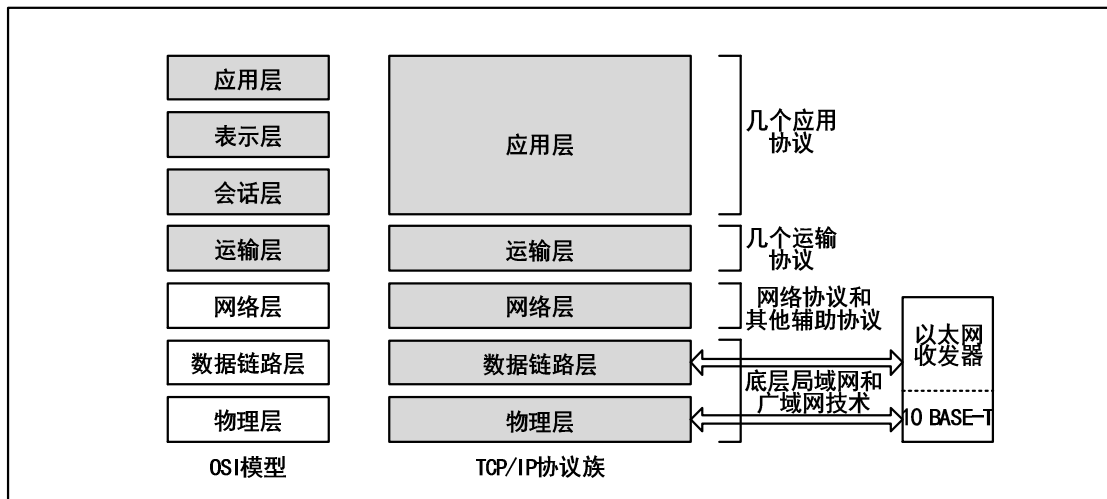 应用层
表示层
会话层
运输层
网络层
数据链路层
物理层
OSI模型
应用层
运输层
网络层
数据链路层
物理层
TCP/IP协议族
几个应用
协议
几个运输
协议
网络协议和
其他辅助协议
底层局域网和
广域网技术
以太网
收发器
10 BASE-T